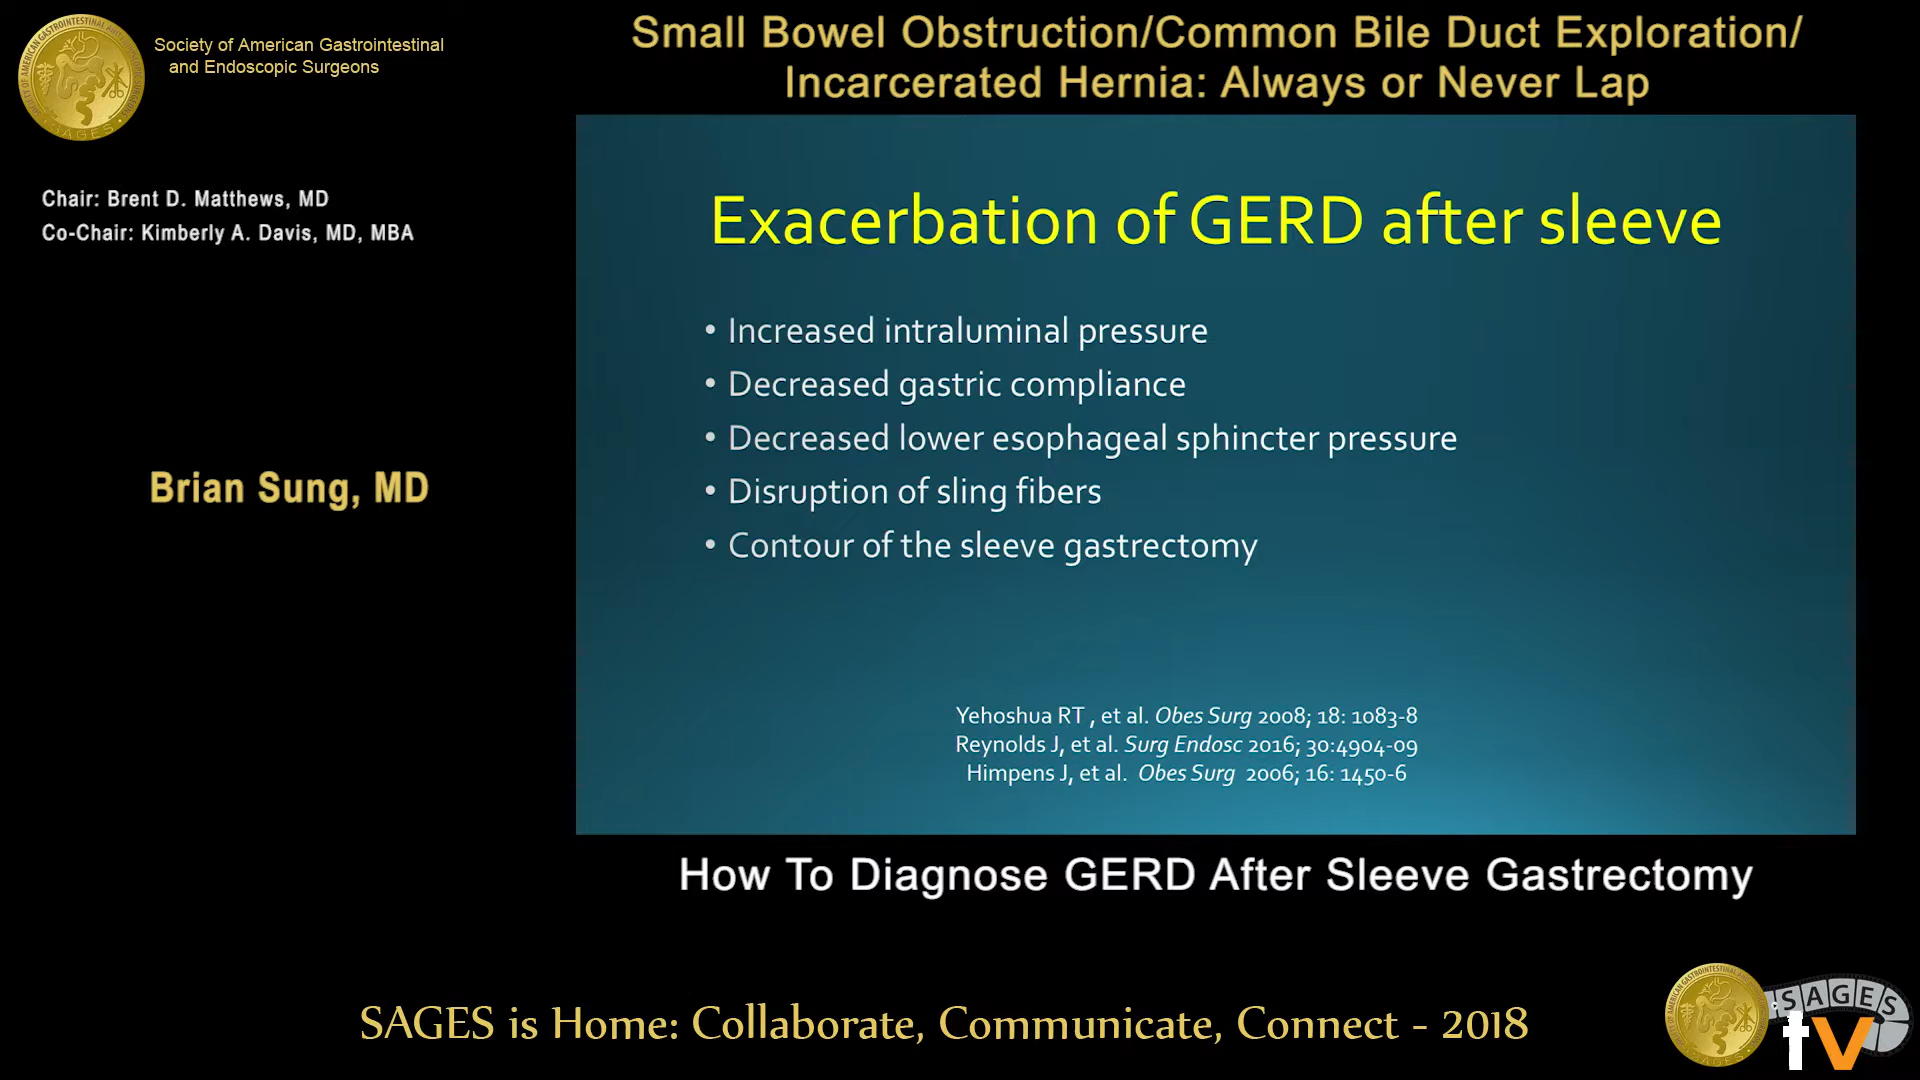 Society of American Gastrointestinal
and Endoscopic Surgeons
Small Bowel Obstruction/Common Bile Duct Exploration/
Incarcerated Hernia: Always or Never Lap
Chair: Brent D. Matthews, MD
Co-Chair: Kimberly A. Davis, MD, MBA
Brian Sung, MD
Exacerbation of GERD after sleeve
• Increased intraluminal pressure
• Decreased gastric compliance
• Decreased lower esophageal sphincter pressure
• Disruption of sling fibers
• Contour of the sleeve gastrectomy
Yehoshua RT , et al. Obes Surg 2008; 18: 1083-8
Reynolds J, et al. Surg Endosc 2016; 30:4904-09
Himpens J, et al. Obes Surg 2006; 16: 1450-6
How To Diagnose GERD After Sleeve Gastrectomy
SAGES is Home: Collaborate, Communicate, Connect - 2018
SAGES
tv